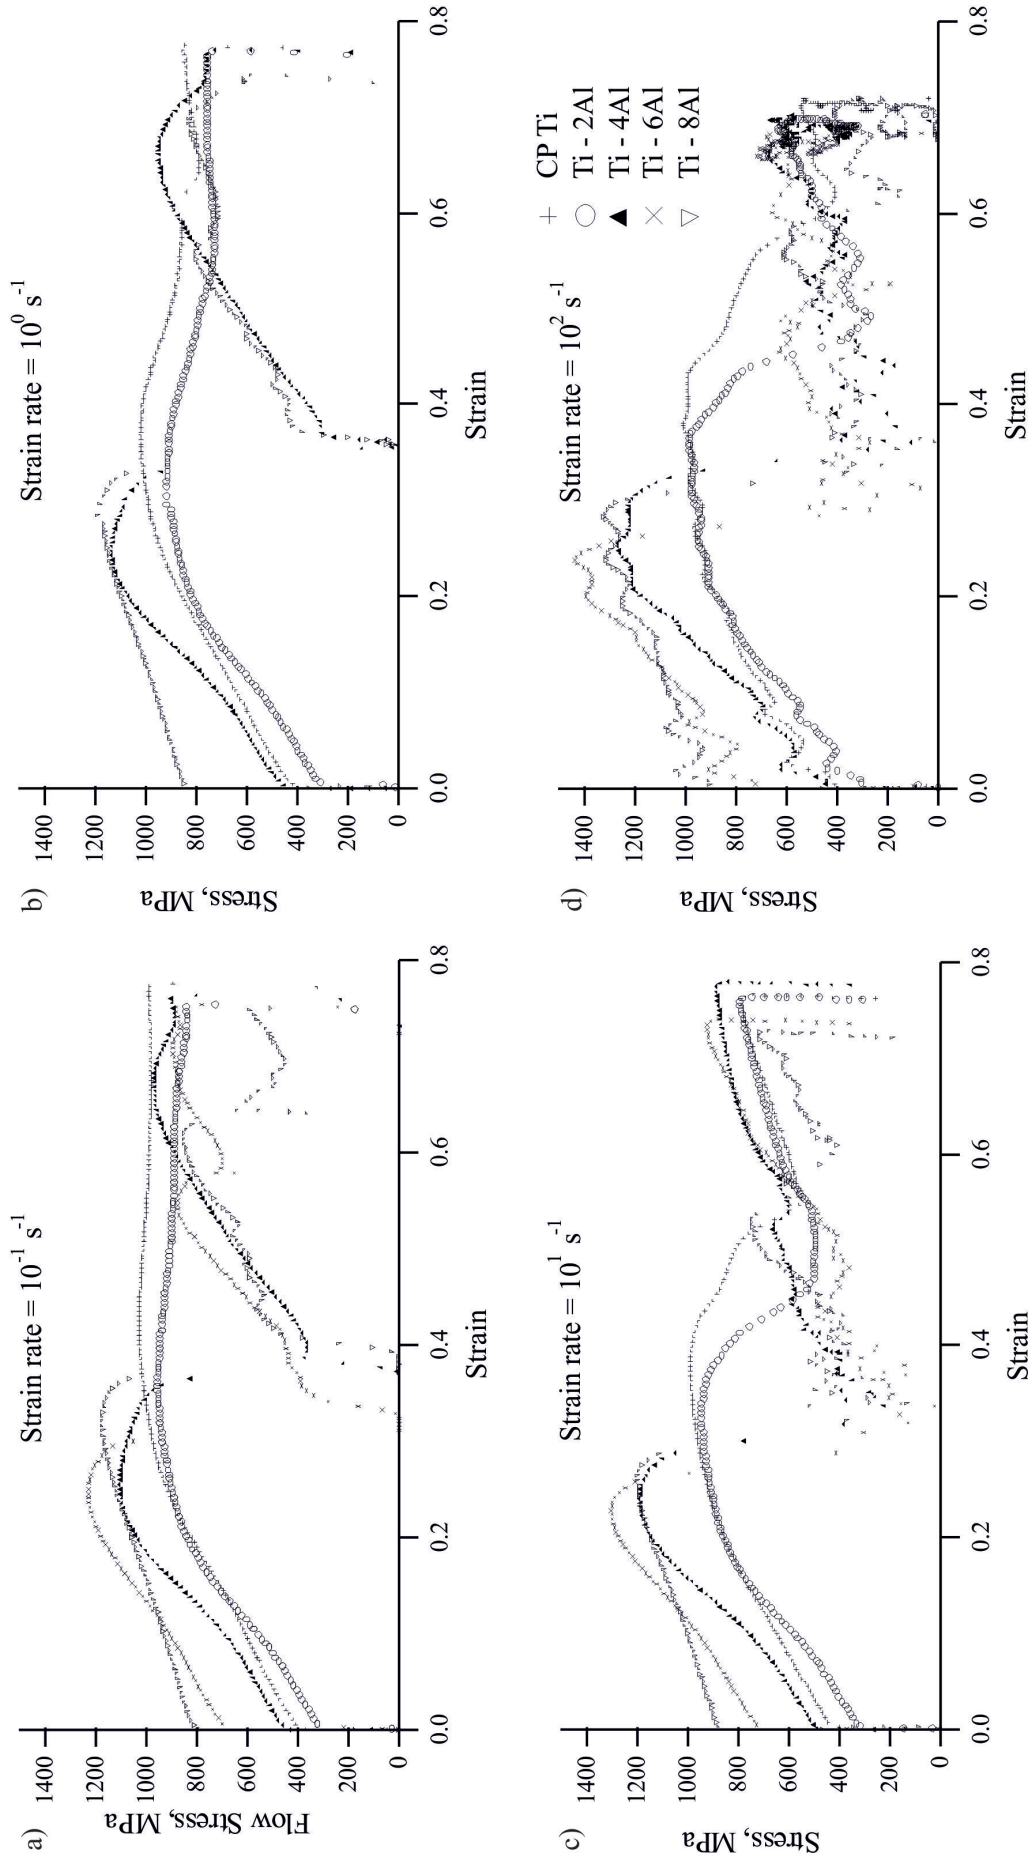 a)
Strain rate = 10⁻¹ s⁻¹
Flow Stress, MPa
1400
1200
1000
800
600
400
200
0
0.0
0.2
0.4
0.6
0.8
Strain
b)
Strain rate = 10⁰ s⁻¹
Stress, MPa
1400
1200
1000
800
600
400
200
0
0.0
0.2
0.4
0.6
0.8
Strain
c)
Strain rate = 10¹ s⁻¹
Stress, MPa
1400
1200
1000
800
600
400
200
0
0.0
0.2
0.4
0.6
0.8
Strain
d)
Strain rate = 10² s⁻¹
Stress, MPa
1400
1200
1000
800
600
400
200
0
0.0
0.2
0.4
0.6
0.8
Strain
CP Ti
Ti - 2Al
Ti - 4Al
Ti - 6Al
Ti - 8Al